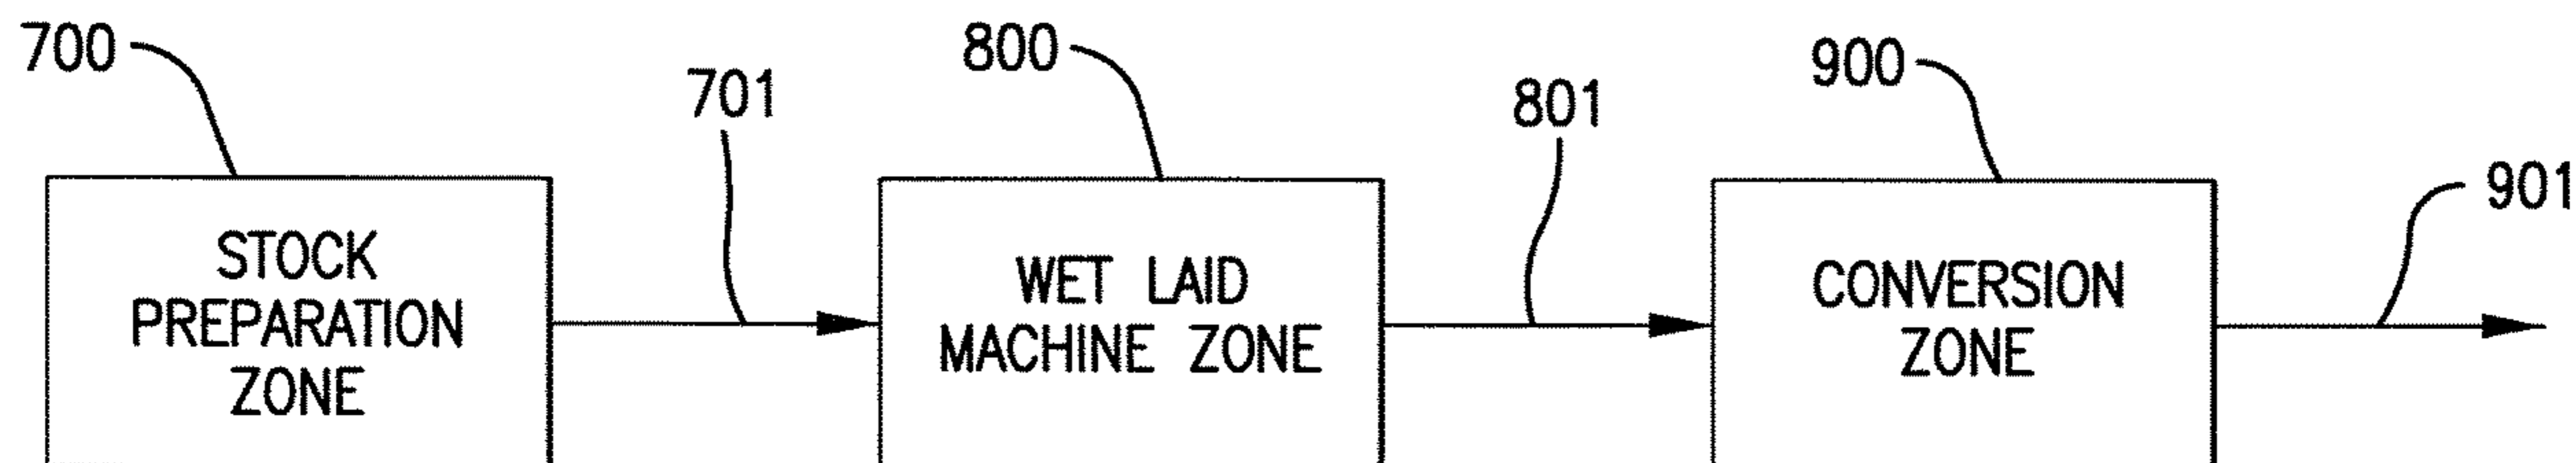 700
701
800
801
900
901
STOCK
PREPARATION
ZONE
WET LAID
MACHINE ZONE
CONVERSION
ZONE